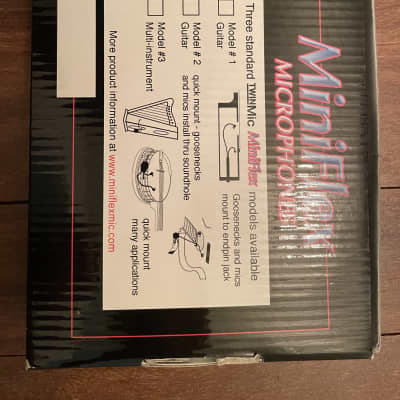 MiniFlex
MICROPHONES
Three standard TWINMic MiniFlex models available
Model # 1
Guitar
Goosenecks and mics
mount to endpin jack
Model # 2
Guitar
quick mount - goosenecks
and mics install thru soundhole
Model #3
Multi-instrument
quick mount
many applications
More product information at www.miniflexmic.com